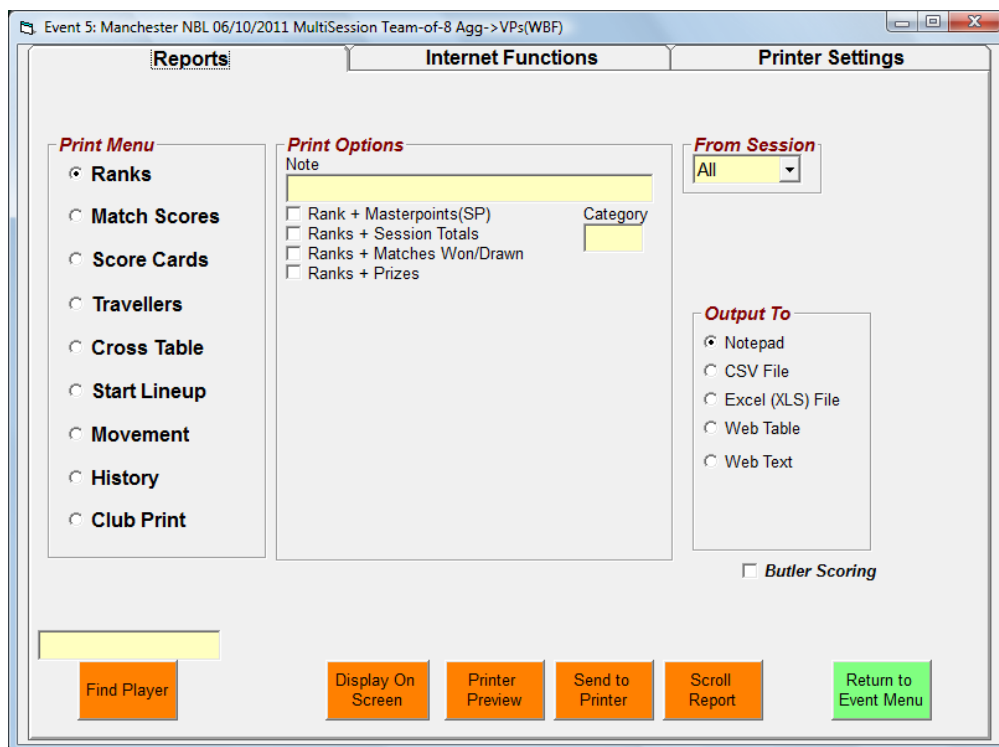 Event 5: Manchester NBL 06/10/2011 MultiSession Team-of-8 Agg->VPs(WBF)
Reports
Internet Functions
Printer Settings
Print Menu
Ranks
Match Scores
Score Cards
Travellers
Cross Table
Start Lineup
Movement
History
Club Print
Print Options
Note
Rank + Masterpoints(SP)
Ranks + Session Totals
Ranks + Matches Won/Drawn
Ranks + Prizes
Category
From Session
All
Output To
Notepad
CSV File
Excel (XLS) File
Web Table
Web Text
Butler Scoring
Find Player
Display On
Screen
Printer
Preview
Send to
Printer
Scroll
Report
Return to
Event Menu